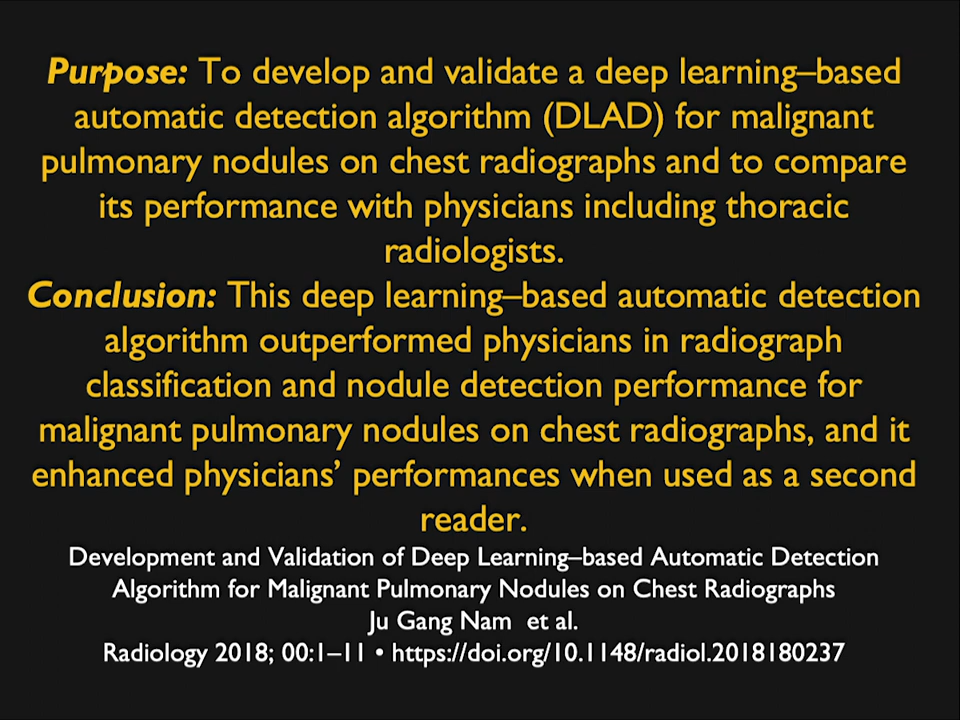 Purpose: To develop and validate a deep learning–based
automatic detection algorithm (DLAD) for malignant
pulmonary nodules on chest radiographs and to compare
its performance with physicians including thoracic
radiologists.
Conclusion: This deep learning–based automatic detection
algorithm outperformed physicians in radiograph
classification and nodule detection performance for
malignant pulmonary nodules on chest radiographs, and it
enhanced physicians’ performances when used as a second
reader.
Development and Validation of Deep Learning–based Automatic Detection
Algorithm for Malignant Pulmonary Nodules on Chest Radiographs
Ju Gang Nam et al.
Radiology 2018; 00:1–11 • https://doi.org/10.1148/radiol.2018180237